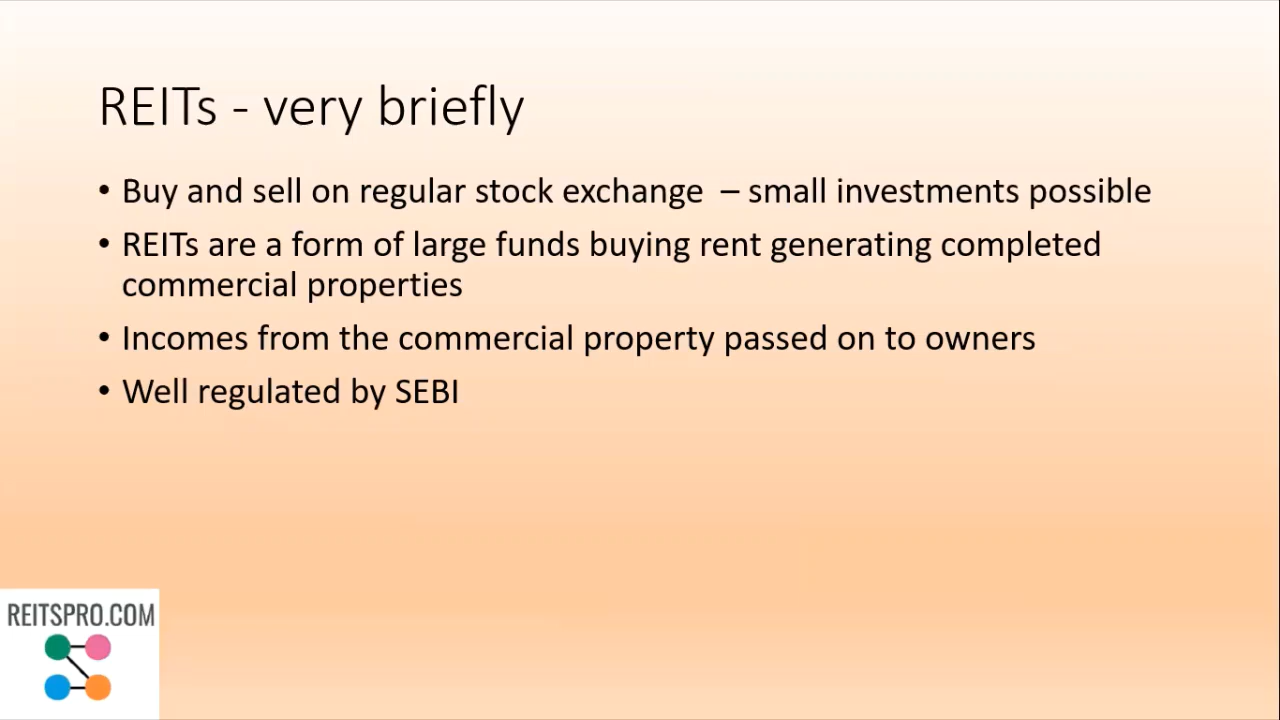 REITs - very briefly
• Buy and sell on regular stock exchange – small investments possible
• REITs are a form of large funds buying rent generating completed
commercial properties
• Incomes from the commercial property passed on to owners
• Well regulated by SEBI
REITSPRO.COM